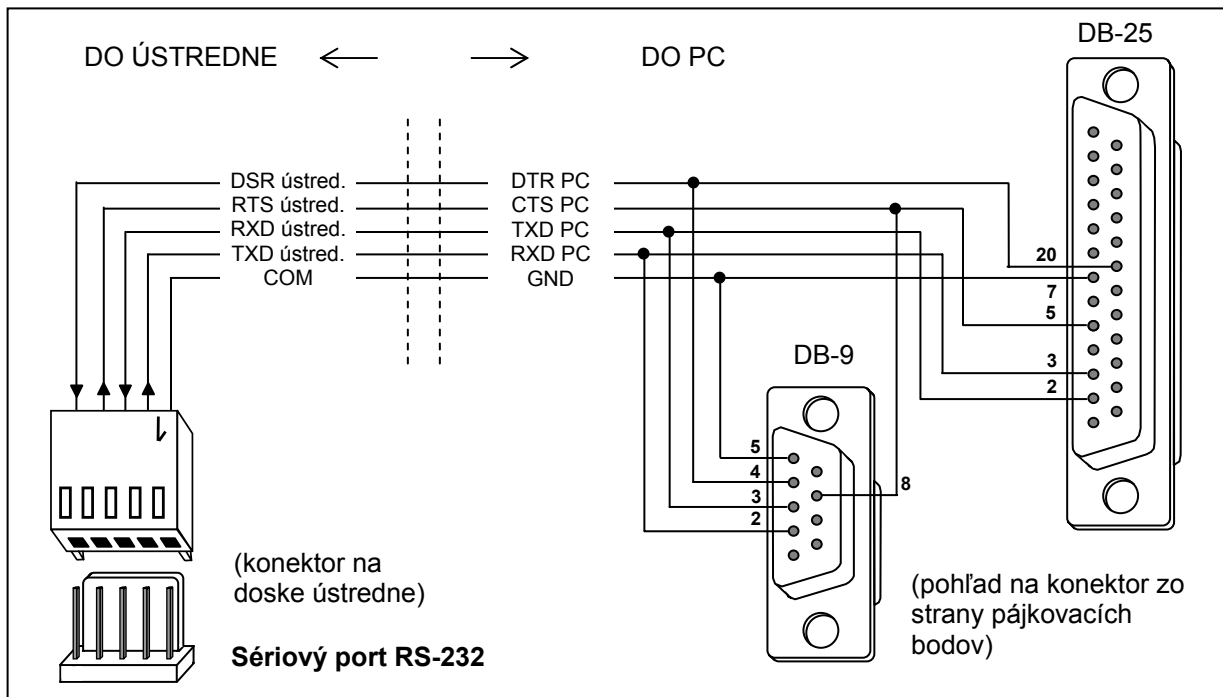 DB-25
DO ÚSTREDNE
DO PC
DSR ústred.
DTR PC
RTS ústred.
CTS PC
RXD ústred.
TXD PC
TXD ústred.
RXD PC
COM
GND
20
7
5
3
2
DB-9
5
4
3
2
8
(konektor na
doske ústredne)
Sériový port RS-232
(pohľad na konektor zo
strany pájkovacích
bodov)